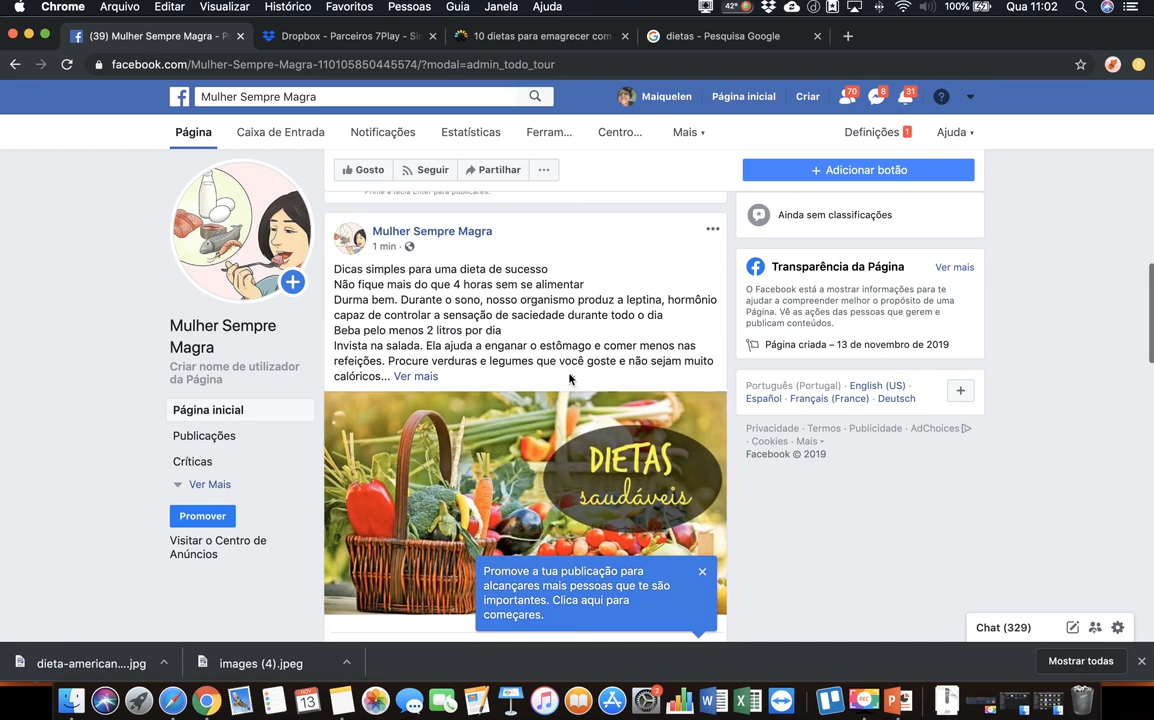 Chrome Arquivo Editar Visualizar Histórico Favoritos Pessoas Guia Janela Ajuda 42° 100% Qua 11:02
(39) Mulher Sempre Magra - P
Dropbox - Parceiros 7Play - Si
10 dietas para emagrecer com
dietas - Pesquisa Google
facebook.com/Mulher-Sempre-Magra-110105850445574/?modal=admin_todo_tour
Mulher Sempre Magra
Maiquelen Página inicial Criar 70 8 31
Página Caixa de Entrada Notificações Estatísticas Ferram... Centro... Mais Definições 1 Ajuda
Gosto Seguir Partilhar ...
+ Adicionar botão
Mulher Sempre
Magra
Criar nome de utilizador
da Página
Página inicial
Publicações
Críticas
Ver Mais
Promover
Visitar o Centro de
Anúncios
Mulher Sempre Magra
1 min ·
Dicas simples para uma dieta de sucesso
Não fique mais do que 4 horas sem se alimentar
Durma bem. Durante o sono, nosso organismo produz a leptina, hormônio
capaz de controlar a sensação de saciedade durante todo o dia
Beba pelo menos 2 litros por dia
Invista na salada. Ela ajuda a enganar o estômago e comer menos nas
refeições. Procure verduras e legumes que você goste e não sejam muito
calóricos... Ver mais
DIETAS
saudáveis
Promove a tua publicação para
alcançares mais pessoas que te são
importantes. Clica aqui para
começares.
Ainda sem classificações
Transparência da Página Ver mais
O Facebook está a mostrar informações para te
ajudar a compreender melhor o propósito de uma
Página. Vê as ações das pessoas que gerem e
publicam conteúdos.
Página criada – 13 de novembro de 2019
Português (Portugal) · English (US) ·
Español · Français (France) · Deutsch
Privacidade · Termos · Publicidade · AdChoices
· Cookies · Mais
Facebook © 2019
Chat (329)
dieta-american....jpg
images (4).jpeg
Mostrar todas
NOV
13
2